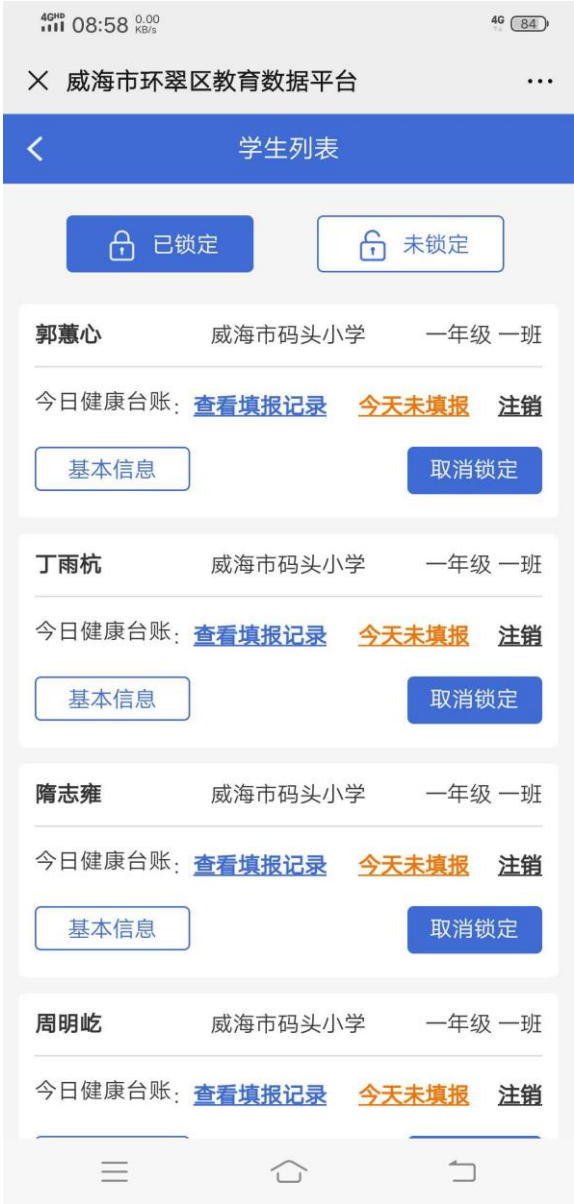 4GHD 08:58 0.00 KB/s 4G 84
威海市环翠区教育数据平台
学生列表
已锁定 未锁定
郭蕙心 威海市码头小学 一年级 一班
今日健康台账: 查看填报记录 今天未填报 注销
基本信息 取消锁定
丁雨杭 威海市码头小学 一年级 一班
今日健康台账: 查看填报记录 今天未填报 注销
基本信息 取消锁定
隋志雍 威海市码头小学 一年级 一班
今日健康台账: 查看填报记录 今天未填报 注销
基本信息 取消锁定
周明屹 威海市码头小学 一年级 一班
今日健康台账: 查看填报记录 今天未填报 注销